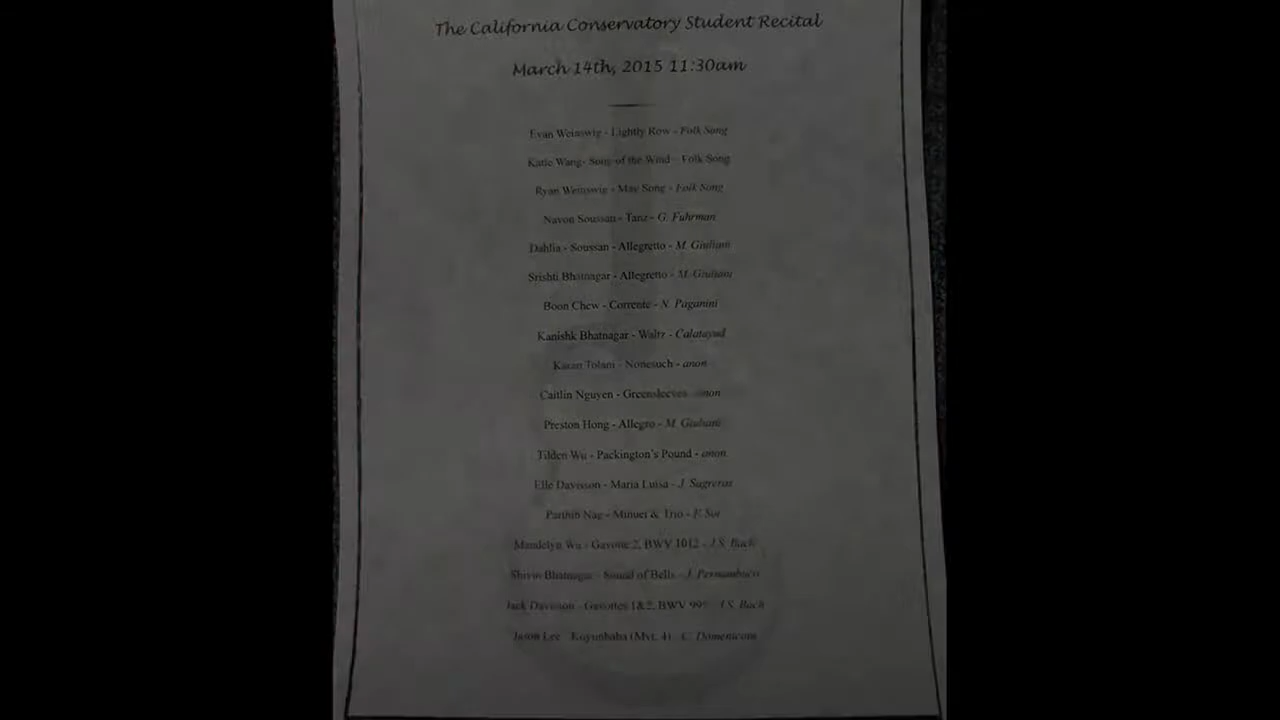 The California Conservatory Student Recital
March 14th, 2015 11:30am
Evan Weinswig - Lightly Row - Folk Song
Katie Wang- Song of the Wind - Folk Song
Ryan Weinswig - May Song - Folk Song
Navon Soussan - Tanz - G. Fuhrman
Dahlia - Soussan - Allegretto - M. Giuliani
Srishti Bhatnagar - Allegretto - M. Giuliani
Boon Chew - Corrente - N. Paganini
Kanishk Bhatnagar - Waltz - Calatayud
Karan Tolani - Nonesuch - anon
Caitlin Nguyen - Greensleeves - anon
Preston Hong - Allegro - M. Giuliani
Tilden Wu - Packington's Pound - anon.
Elle Davisson - Maria Luisa - J. Sagreras
Nag - Minuet & Trio - F. Sor
Mandelyn Wu - Gavotte 2, BWV 1012 - J.S. Bach
Bhatnagar - Sound of Bells - J. Pernambuco
Jack Davisson - Gavottes 1&2, BWV - J.S. Bach
Jason Lee - Koyunbaba (Mvt. 4) - C. Domeniconi